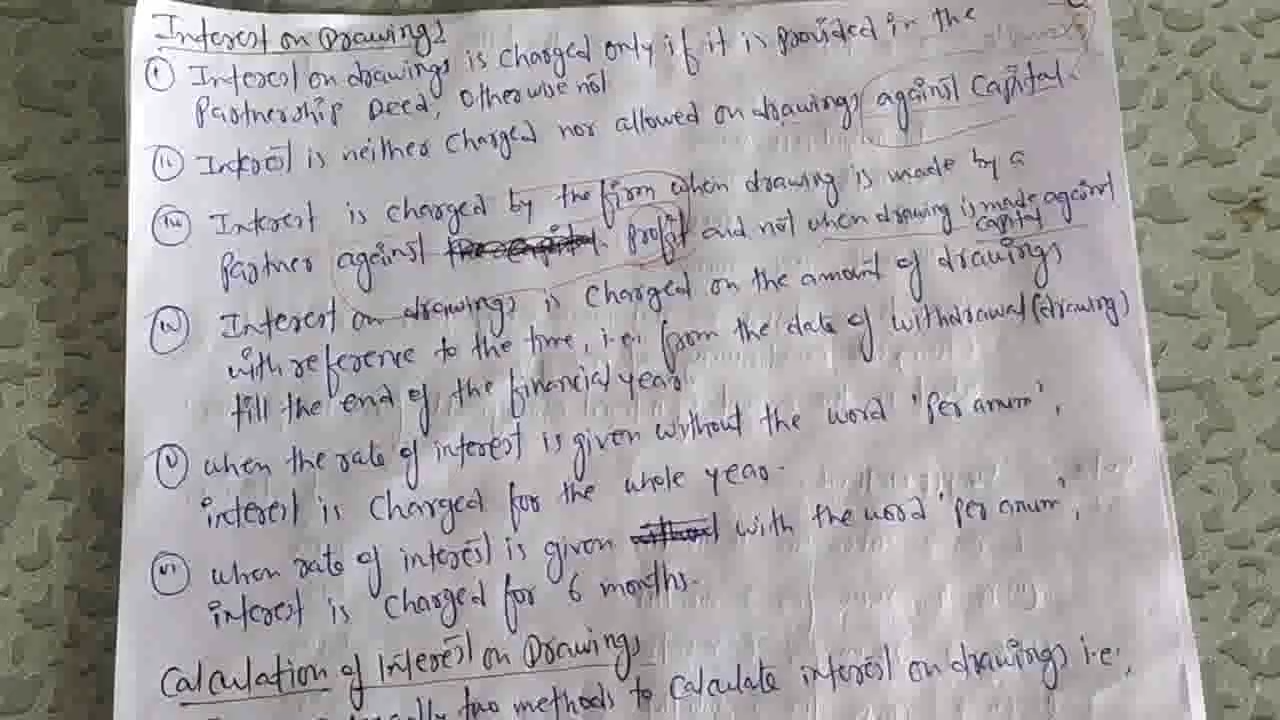 Interest on Drawings
(i) Interest on drawings is charged only if it is provided in the
Partnership Deed, otherwise not
(ii) Interest is neither charged nor allowed on drawings against Capital.
(iii) Interest is charged by the firm when drawing is made by a
Partner against Profit and not when drawing is made against
capital
(iv) Interest on drawings is charged on the amount of drawings
with reference to the time, i.e. from the date of withdrawal (drawing)
till the end of the financial year
(v) when the rate of interest is given without the word 'per anum',
interest is charged for the whole year.
(vi) when rate of interest is given with the word 'per anum',
interest is charged for 6 months.
Calculation of Interest on Drawings
two methods to calculate interest on drawings i.e.,